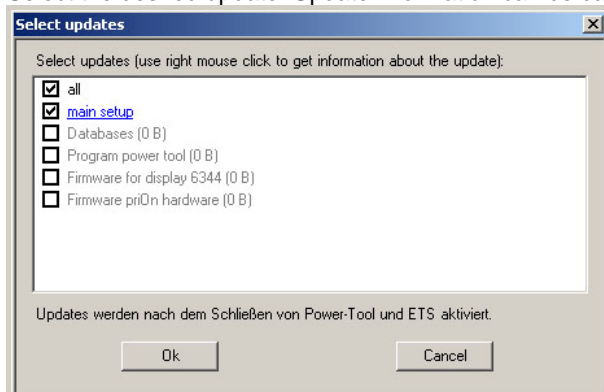 Select updates
Select updates (use right mouse click to get information about the update):
all
main setup
Databases (0 B)
Program power tool (0 B)
Firmware for display 6344 (0 B)
Firmware priOn hardware (0 B)
Updates werden nach dem Schließen von Power-Tool und ETS aktiviert.
Ok
Cancel